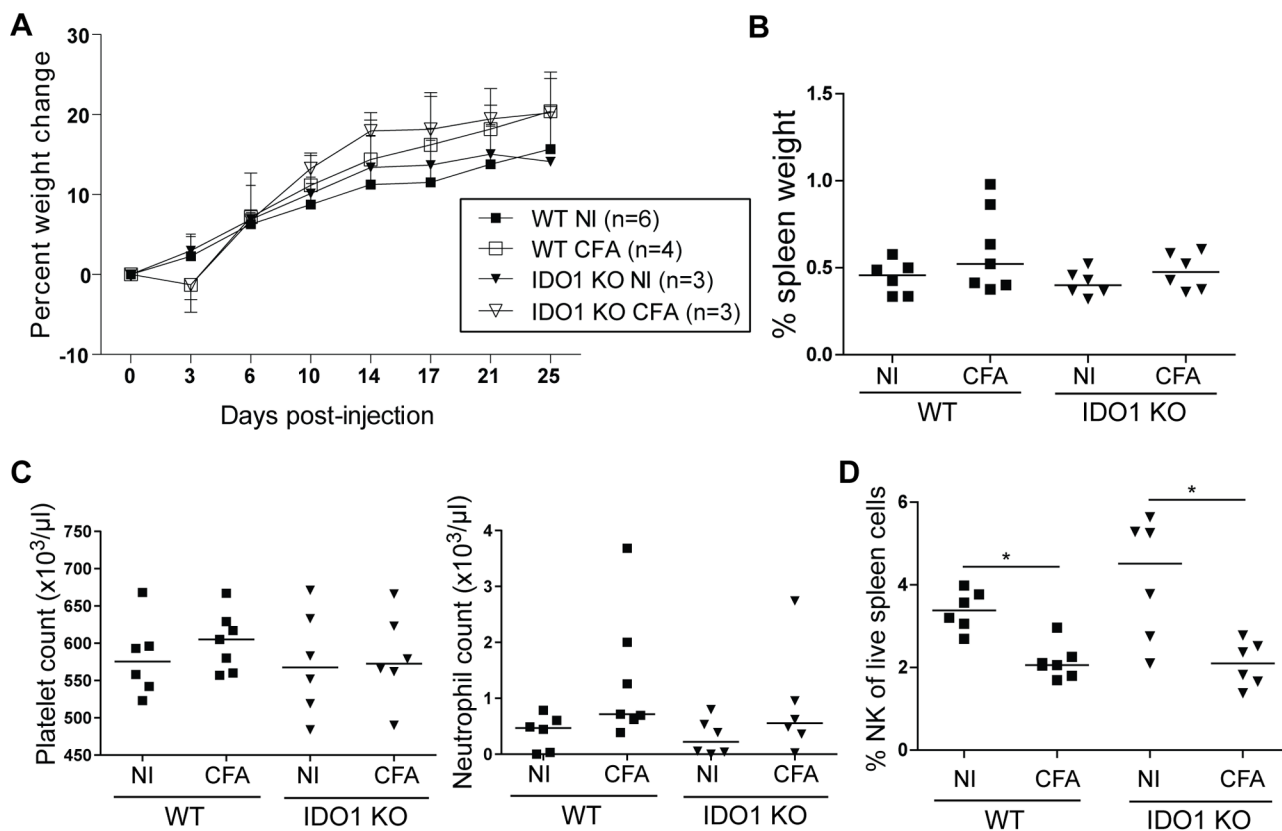 A
Percent weight change
30
20
10
0
-10
0 3 6 10 14 17 21 25
Days post-injection
WT NI (n=6)
WT CFA (n=4)
IDO1 KO NI (n=3)
IDO1 KO CFA (n=3)
B
% spleen weight
1.5
1.0
0.5
0.0
NI CFA NI CFA
WT IDO1 KO
C
Platelet count (x10³/µl)
750
700
650
600
550
500
450
NI CFA NI CFA
WT IDO1 KO
Neutrophil count (x10³/µl)
4
3
2
1
0
NI CFA NI CFA
WT IDO1 KO
D
% NK of live spleen cells
6
4
2
0
* *
NI CFA NI CFA
WT IDO1 KO